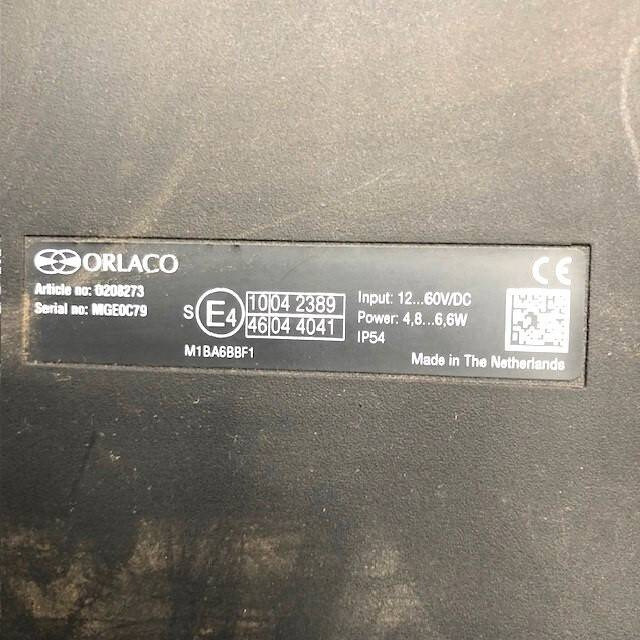 ORLACO
Article no: 0208273
Serial no: MGE0C79
S E4
10 04 2389
46 04 4041
M1BA6BBF1
Input: 12...60V/DC
Power: 4,8...6,6W
IP54
CE
Made in The Netherlands